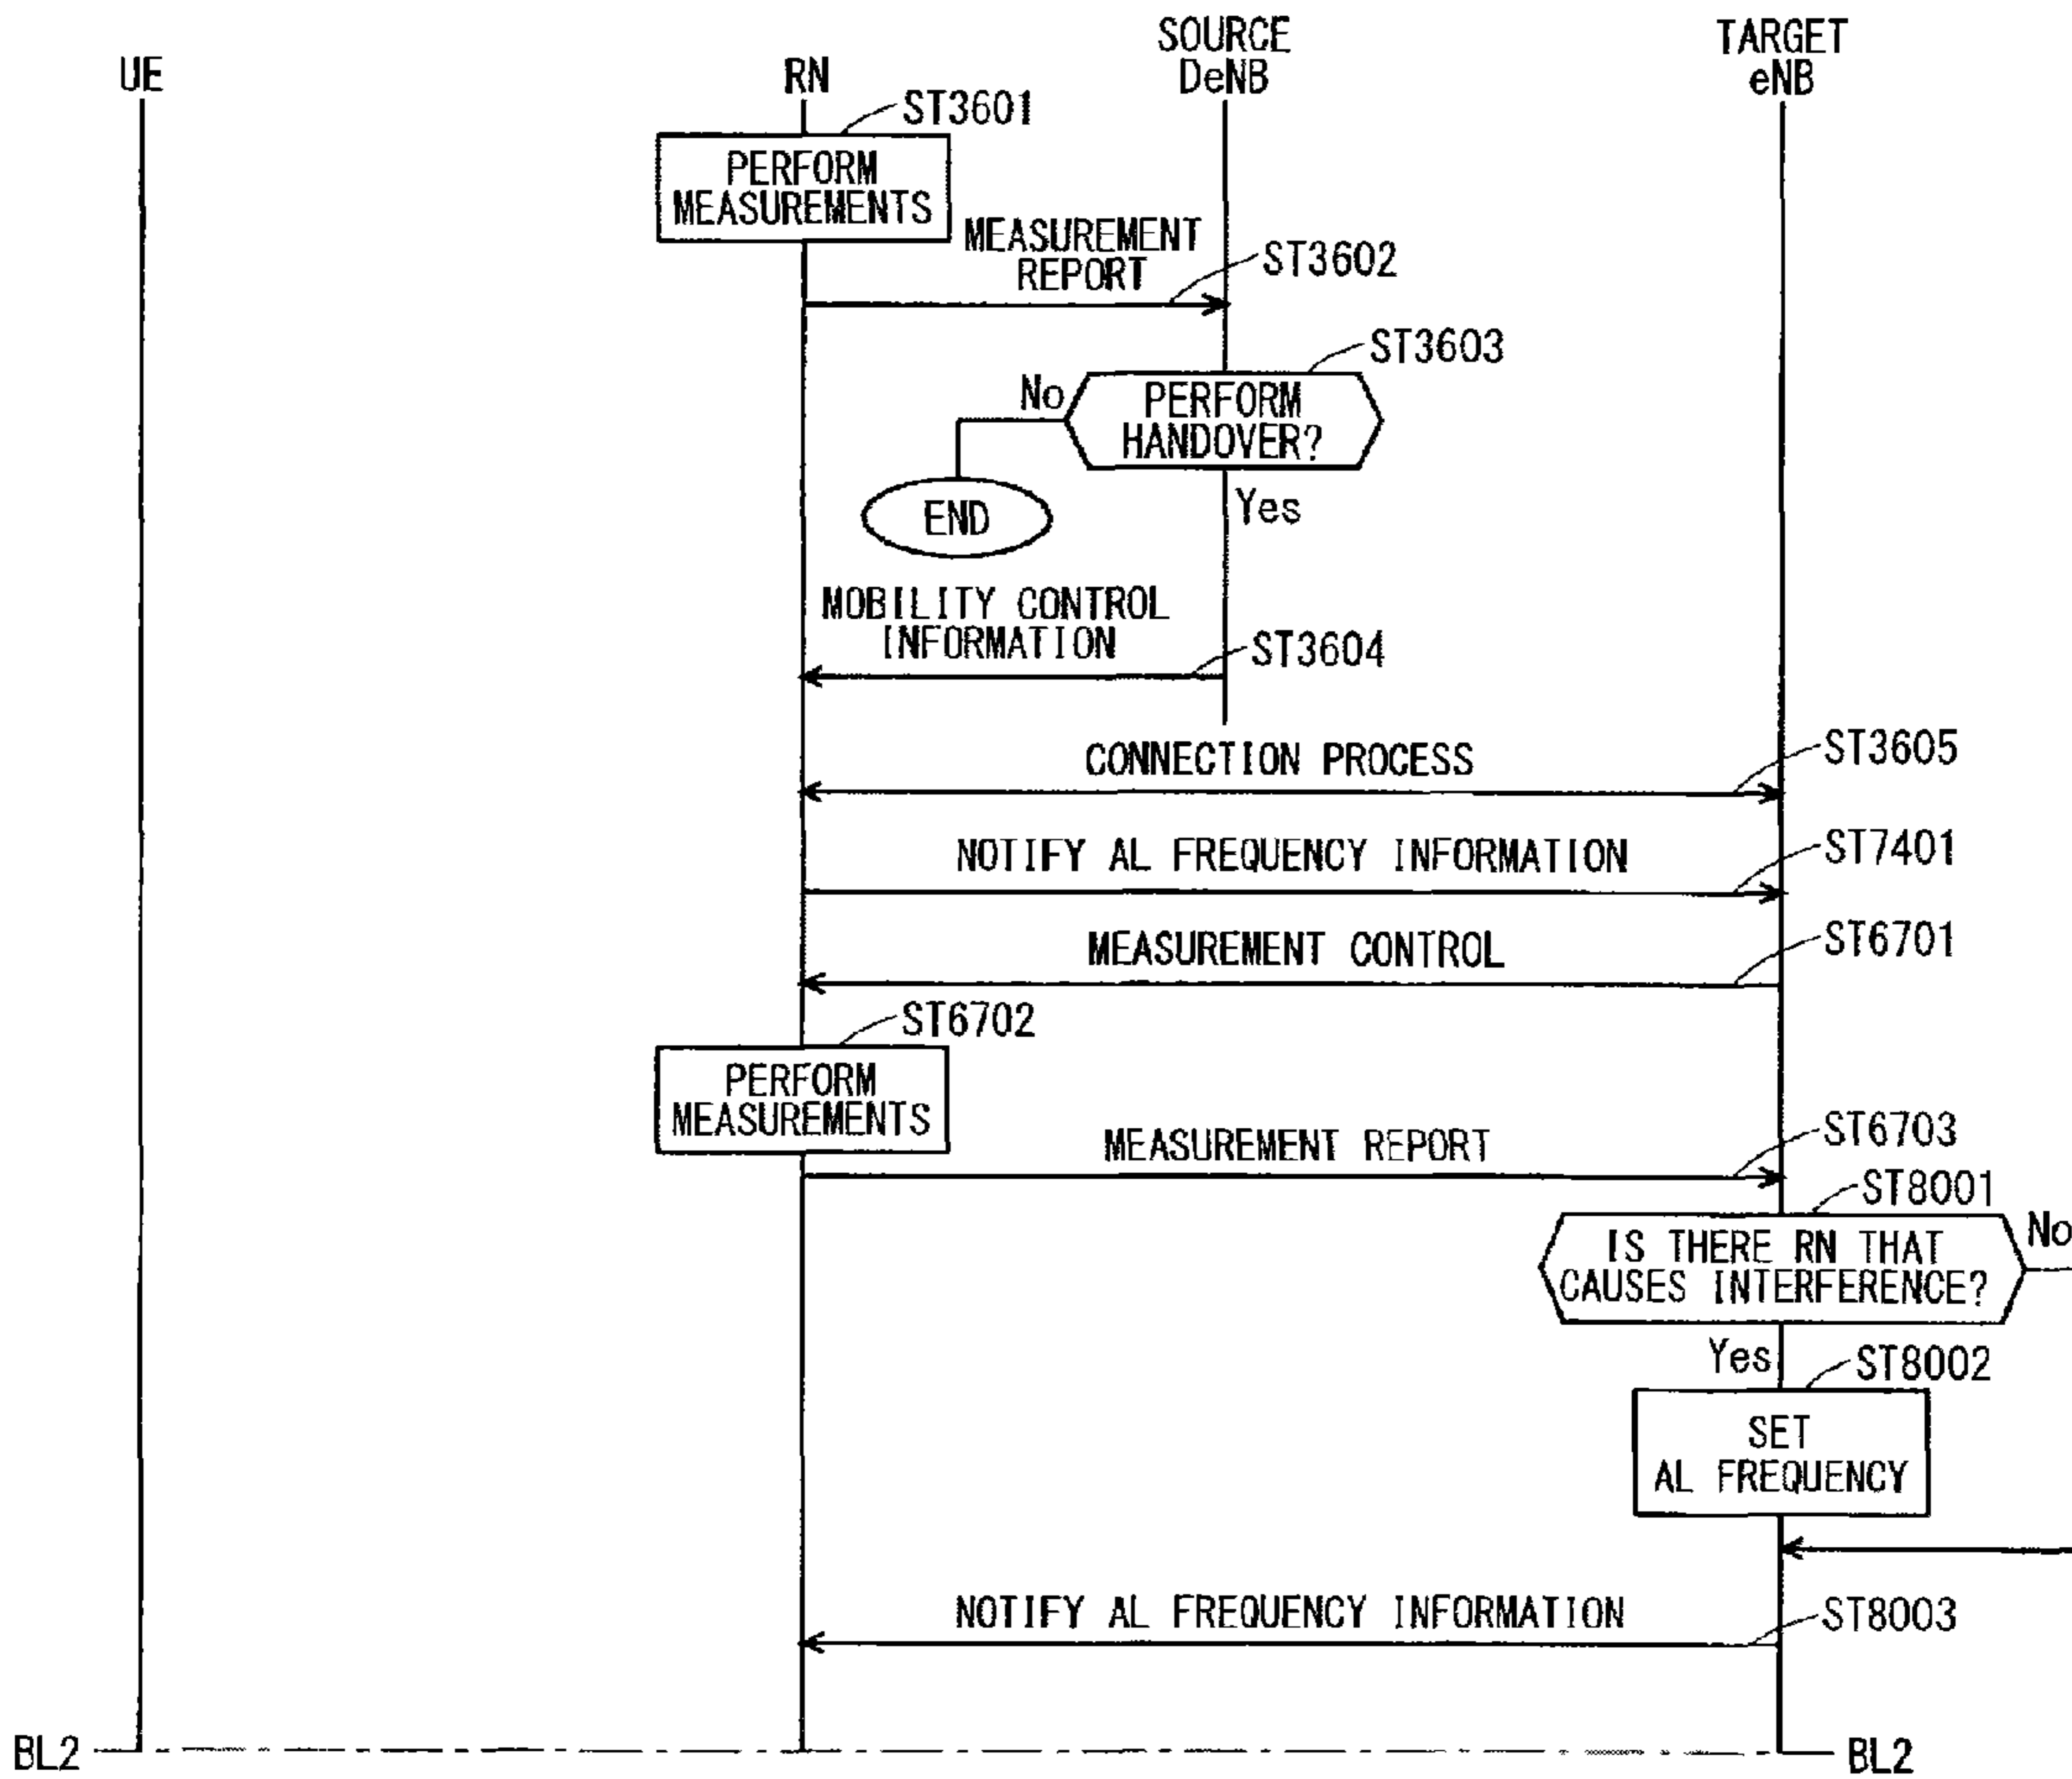 UE
RN
SOURCE
DeNB
TARGET
eNB
ST3601
PERFORM
MEASUREMENTS
MEASUREMENT
REPORT
ST3602
ST3603
No
PERFORM
HANDOVER?
END
Yes
MOBILITY CONTROL
INFORMATION
ST3604
CONNECTION PROCESS
ST3605
NOTIFY AL FREQUENCY INFORMATION
ST7401
MEASUREMENT CONTROL
ST6701
ST6702
PERFORM
MEASUREMENTS
MEASUREMENT REPORT
ST6703
ST8001
IS THERE RN THAT
CAUSES INTERFERENCE?
No
Yes
ST8002
SET
AL FREQUENCY
NOTIFY AL FREQUENCY INFORMATION
ST8003
BL2
BL2